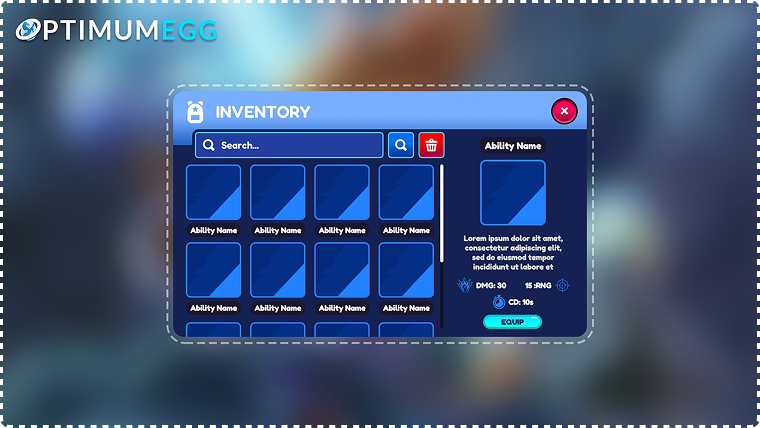 OPTIMUMEGG
INVENTORY
Search...
Ability Name
Ability Name
Ability Name
Ability Name
Ability Name
Ability Name
Ability Name
Ability Name
Ability Name
Lorem ipsum dolor sit amet,
consectetur adipiscing elit,
sed do eiusmod tempor
incididunt ut labore et
DMG: 30
15 :RNG
CD: 10s
EQUIP